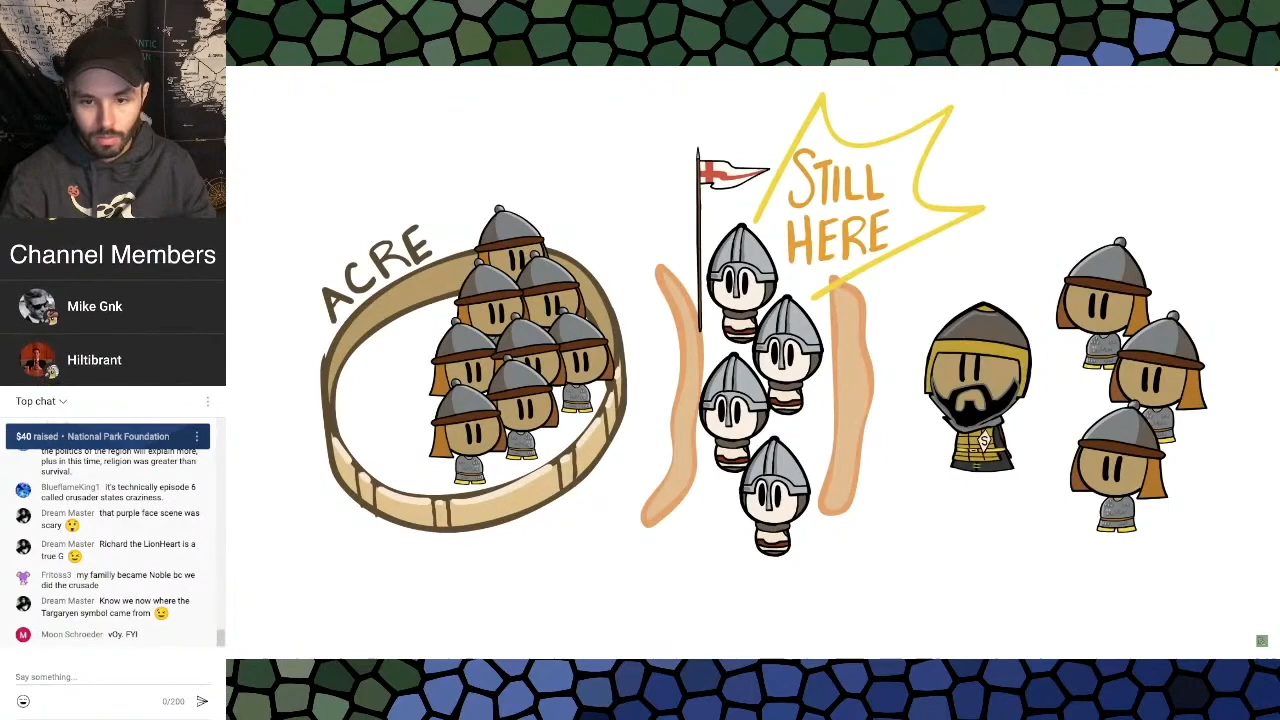 USA
ANTIC
Channel Members
Mike Gnk
Hiltibrant
Top chat
$40 raised • National Park Foundation
the politics of the region will explain more,
plus in this time, religion was greater than
survival.
BlueflameKing1 it's technically episode 6
called crusader states craziness.
Dream Master that purple face scene was
scary 😲
Dream Master Richard the LionHeart is a
true G 😉
Fritoss3 my familly became Noble bc we
did the crusade
Dream Master Know we now where the
Targaryen symbol came from 😉
M
Moon Schroeder vOy. FYI
Say something...
0/200
ACRE
STILL
HERE